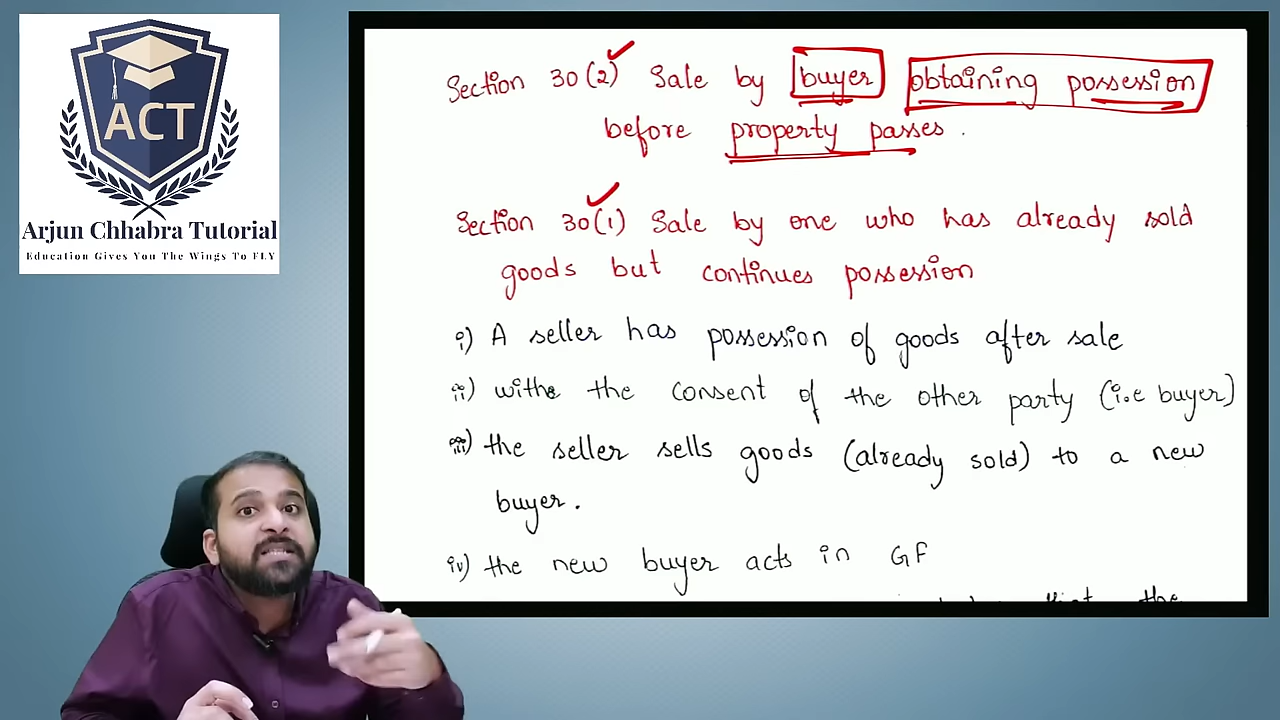 ACT
Arjun Chhabra Tutorial
Education Gives You The Wings To FLY
Section 30(2) Sale by buyer obtaining possession
before property passes.
Section 30(1) Sale by one who has already sold
goods but continues possession
i) A seller has possession of goods after sale
ii) withe the consent of the other party (i.e buyer)
iii) the seller sells goods (already sold) to a new
buyer.
iv) the new buyer acts in GF
the